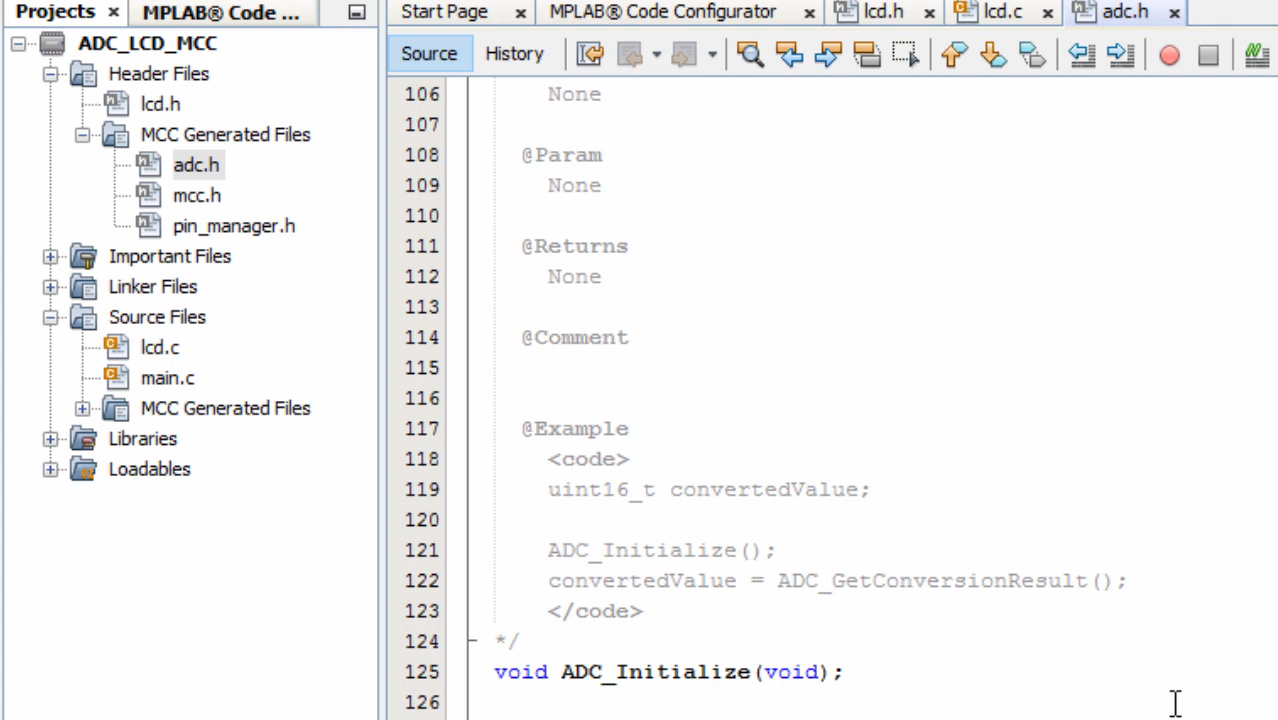 Projects
MPLAB® Code ...
ADC_LCD_MCC
Header Files
lcd.h
MCC Generated Files
adc.h
mcc.h
pin_manager.h
Important Files
Linker Files
Source Files
lcd.c
main.c
MCC Generated Files
Libraries
Loadables
Start Page
MPLAB® Code Configurator
lcd.h
lcd.c
adc.h
Source
History
106 None
107
108 @Param
109 None
110
111 @Returns
112 None
113
114 @Comment
115
116
117 @Example
118 <code>
119 uint16_t convertedValue;
120
121 ADC_Initialize();
122 convertedValue = ADC_GetConversionResult();
123 </code>
124 */
125 void ADC_Initialize(void);
126